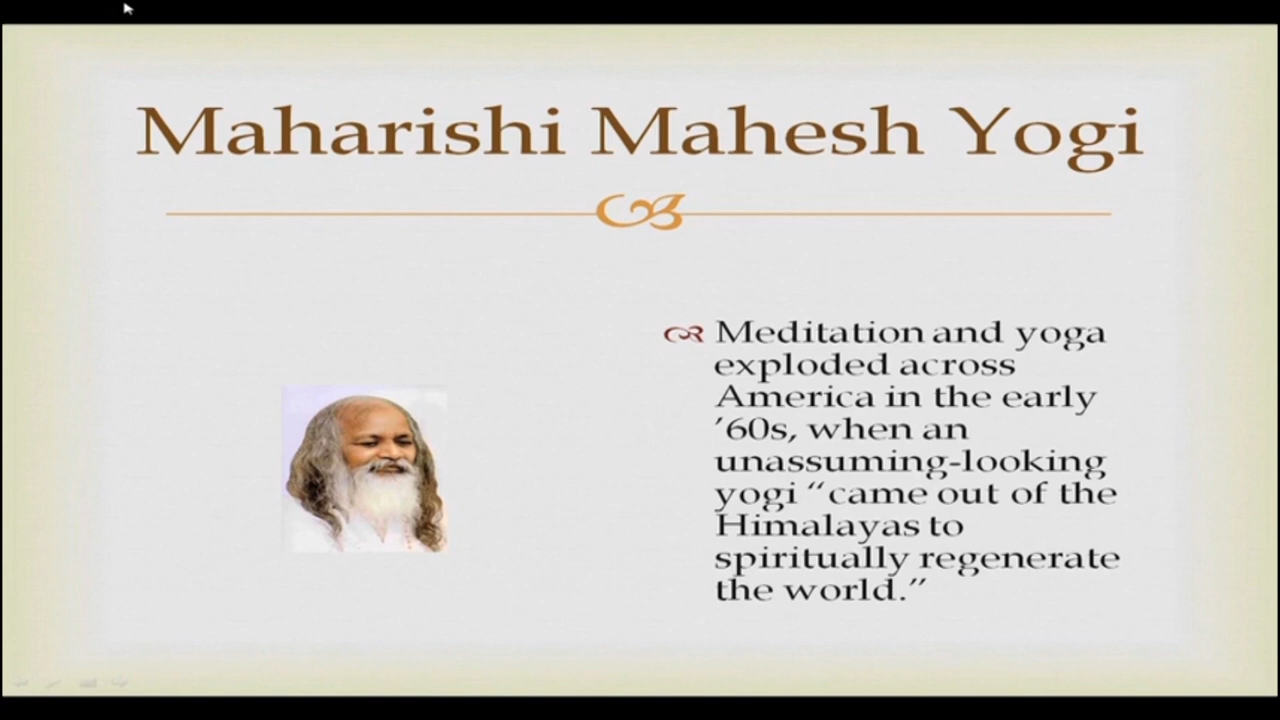 Maharishi Mahesh Yogi
Meditation and yoga
exploded across
America in the early
’60s, when an
unassuming-looking
yogi “came out of the
Himalayas to
spiritually regenerate
the world.”